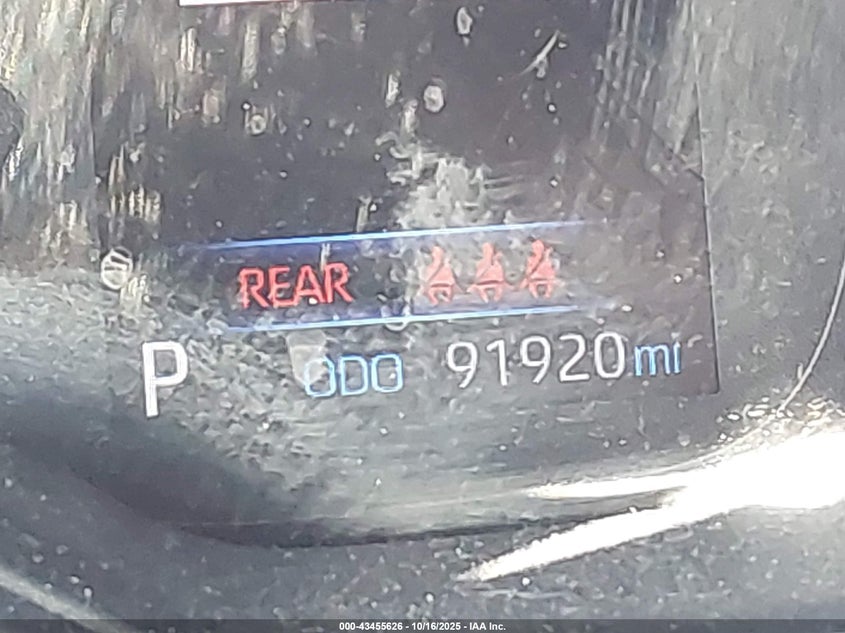 REAR
P ODO 91920mi
000-43455626 - 10/16/2025 - IAA Inc.